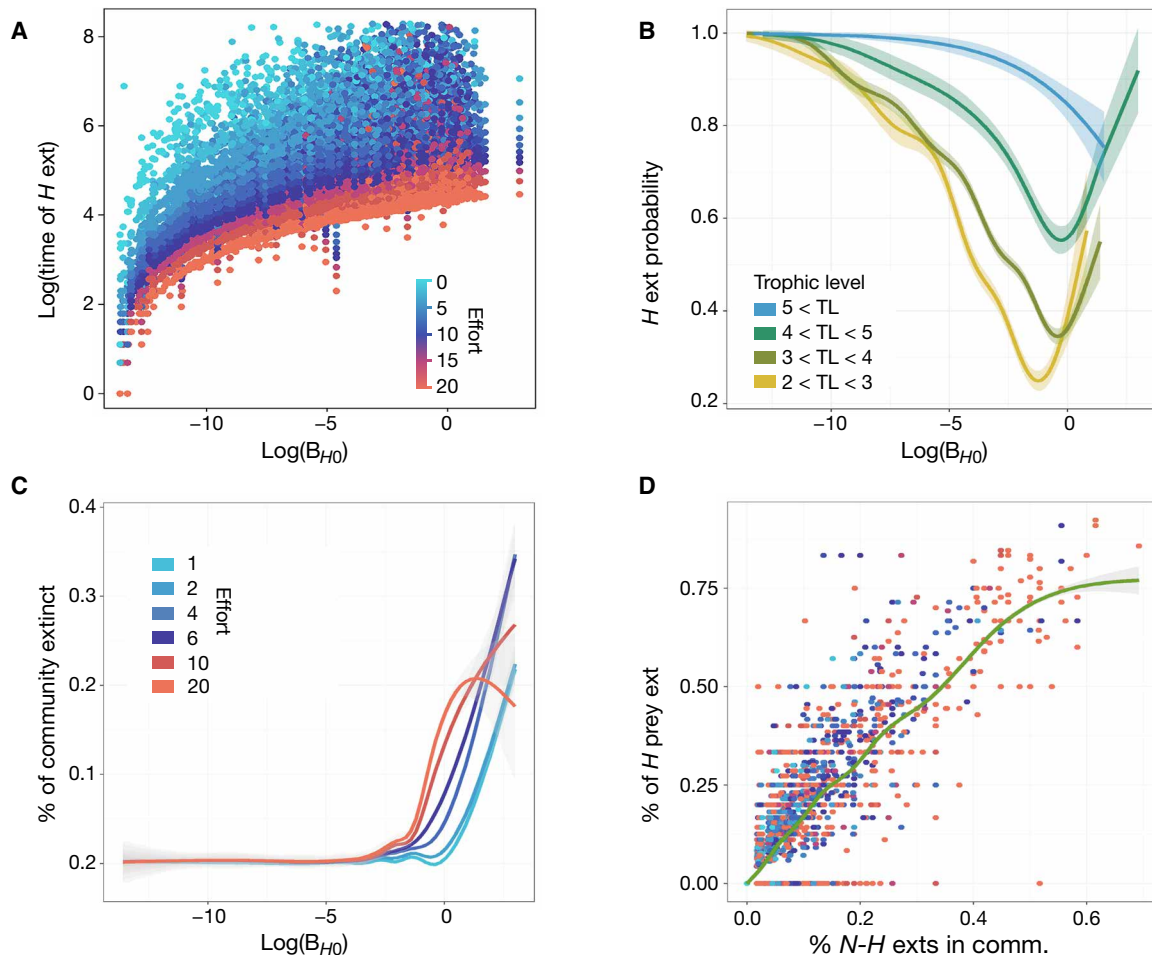 A
Log(time of H ext)
8
6
4
2
0
−10
−5
0
Log(B_H0)
Effort
0
5
10
15
20
B
H ext probability
1.0
0.8
0.6
0.4
0.2
−10
−5
0
Log(B_H0)
Trophic level
5 < TL
4 < TL < 5
3 < TL < 4
2 < TL < 3
C
% of community extinct
0.4
0.3
0.2
0.1
0.2
−10
−5
0
Log(B_H0)
Effort
1
2
4
6
10
20
D
% of H prey ext
0.75
0.50
0.25
0.00
0.0
0.2
0.4
0.6
% N-H exts in comm.